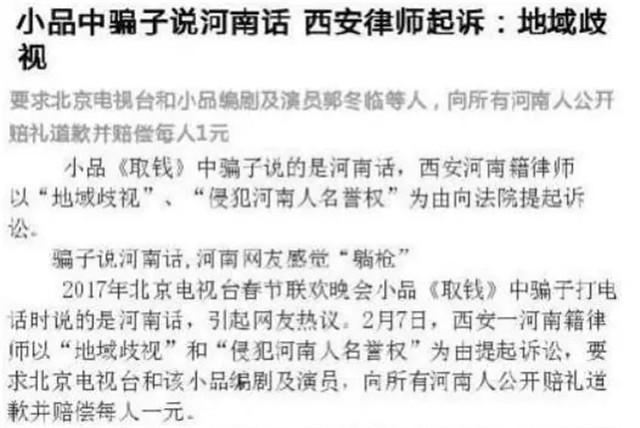 小品中骗子说河南话 西安律师起诉：地域歧
视
要求北京电视台和小品编剧及演员郭冬临等人，向所有河南人公开
赔礼道歉并赔偿每人1元
小品《取钱》中骗子说的是河南话，西安河南籍律师
以“地域歧视”、“侵犯河南人名誉权”为由向法院提起诉
讼。
骗子说河南话,河南网友感觉“躺枪”
2017年北京电视台春节联欢晚会小品《取钱》中骗子打电
话时说的是河南话，引起网友热议。2月7日，西安一河南籍律
师以“地域歧视”和“侵犯河南人名誉权”为由提起诉讼，要
求北京电视台和该小品编剧及演员，向所有河南人公开赔礼道
歉并赔偿每人一元。